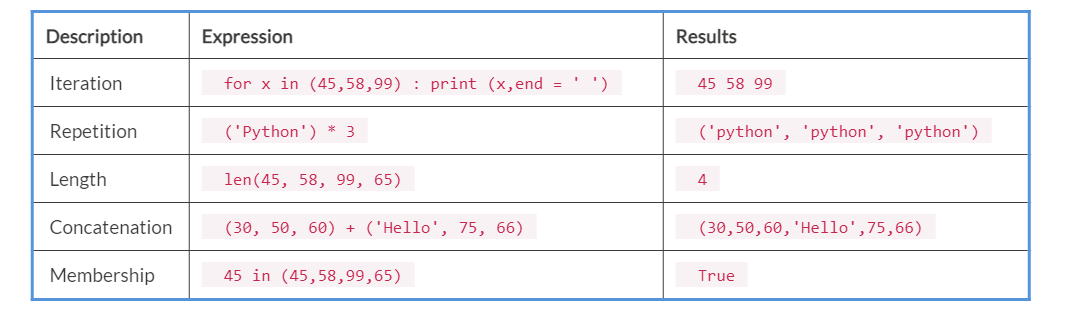 Description Expression Results
Iteration for x in (45,58,99) : print (x,end = ' ') 45 58 99
Repetition ('Python') * 3 ('python', 'python', 'python')
Length len(45, 58, 99, 65) 4
Concatenation (30, 50, 60) + ('Hello', 75, 66) (30,50,60,'Hello',75,66)
Membership 45 in (45,58,99,65) True